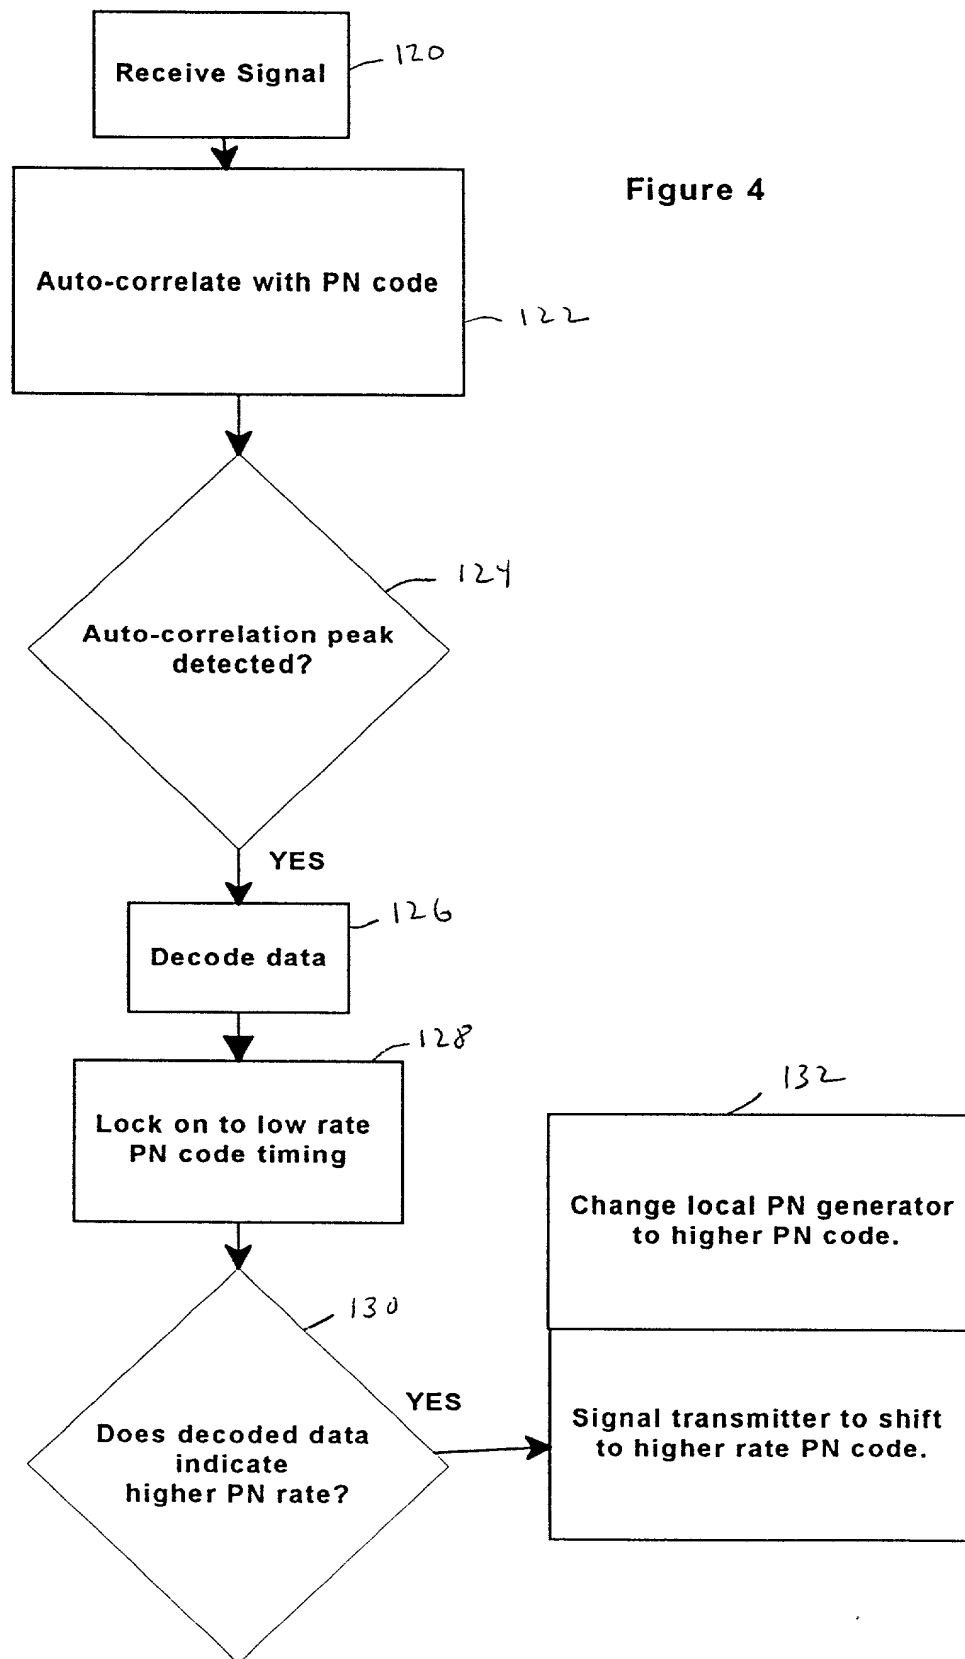 Receive Signal
120
Figure 4
Auto-correlate with PN code
122
124
Auto-correlation peak
detected?
YES
126
Decode data
128
Lock on to low rate
PN code timing
132
Change local PN generator
to higher PN code.
130
YES
Does decoded data
indicate
higher PN rate?
Signal transmitter to shift
to higher rate PN code.